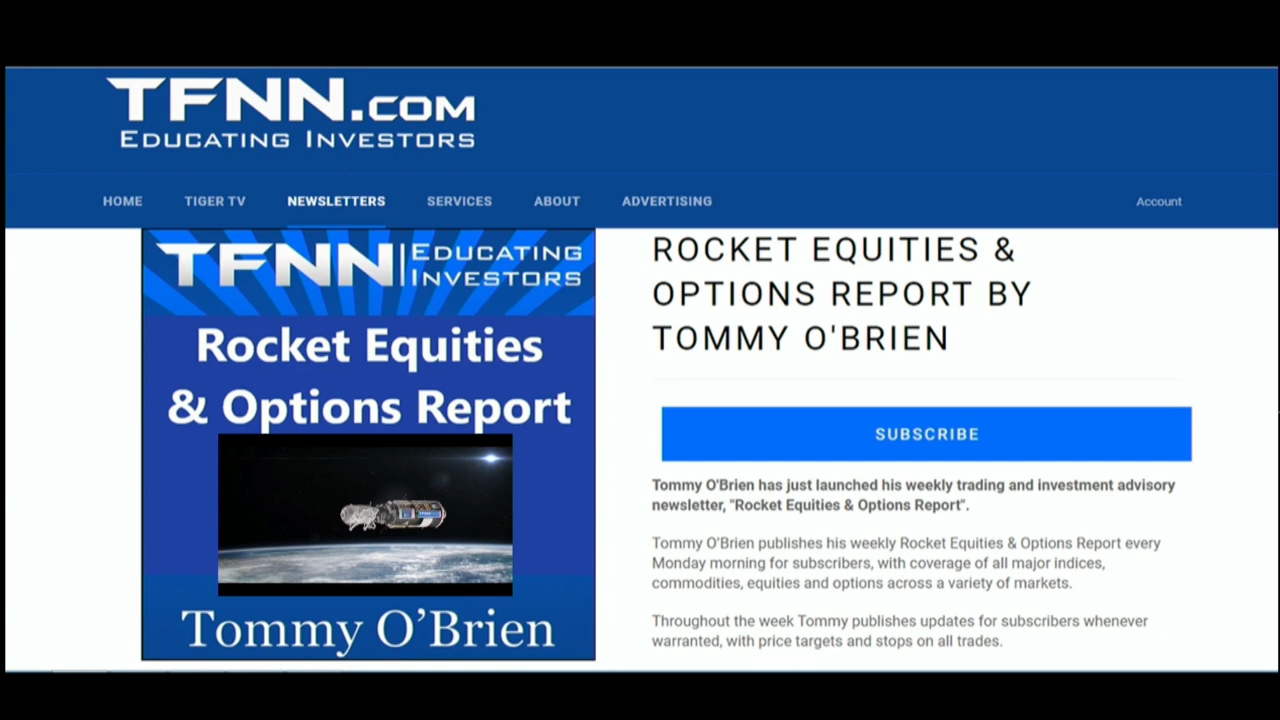 TFNN.COM
EDUCATING INVESTORS
HOME TIGER TV NEWSLETTERS SERVICES ABOUT ADVERTISING Account
TFNN | EDUCATING
INVESTORS
Rocket Equities
& Options Report
Tommy O’Brien
ROCKET EQUITIES &
OPTIONS REPORT BY
TOMMY O'BRIEN
SUBSCRIBE
Tommy O'Brien has just launched his weekly trading and investment advisory
newsletter, "Rocket Equities & Options Report".
Tommy O’Brien publishes his weekly Rocket Equities & Options Report every
Monday morning for subscribers, with coverage of all major indices,
commodities, equities and options across a variety of markets.
Throughout the week Tommy publishes updates for subscribers whenever
warranted, with price targets and stops on all trades.